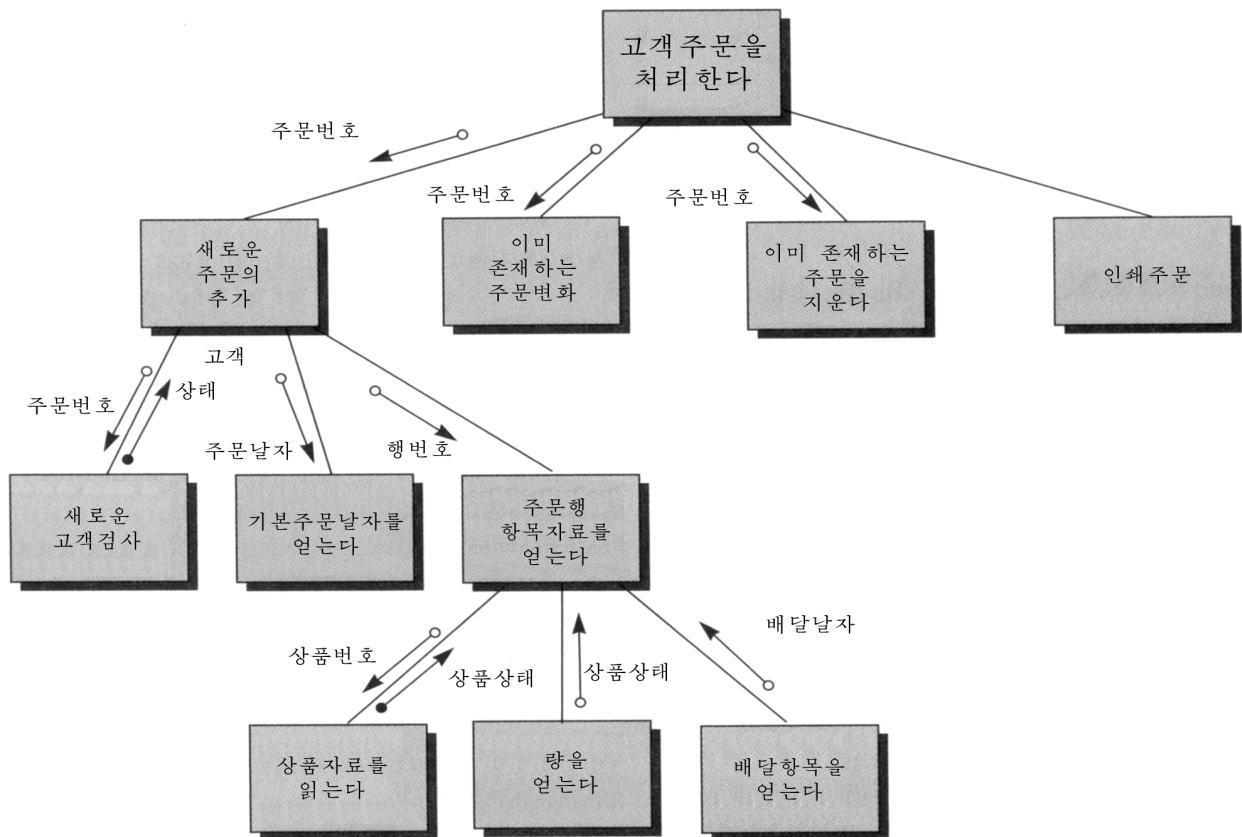 고객주문을
처리한다
주문번호
주문번호
주문번호
새로운
주문의
추가
이미
존재하는
주문변화
이미 존재하는
주문을
지운다
인쇄주문
고객
주문번호
상태
주문날자
행번호
새로운
고객검사
기본주문날자를
얻는다
주문행
항목자료를
얻는다
상품번호
상품상태
상품상태
배달날자
상품자료를
읽는다
량을
얻는다
배달항목을
얻는다